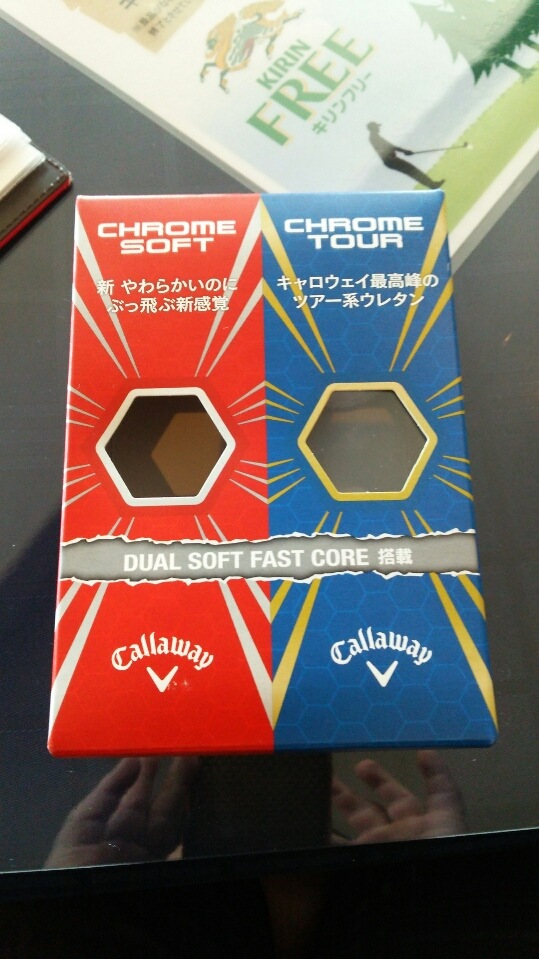 KIRIN
FREE
キリンフリー
CHROME
SOFT
新 やわらかいのに
ぶっ飛ぶ新感覚
CHROME
TOUR
キャロウェイ最高峰の
ツアー系ウレタン
DUAL SOFT FAST CORE 搭載
Callaway
Callaway